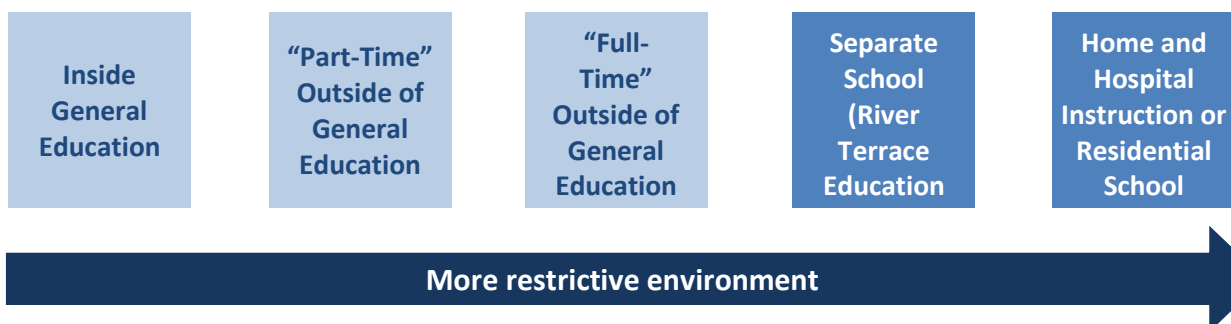 Inside
General
Education
“Part-Time”
Outside of
General
Education
“Full-
Time”
Outside of
General
Education
Separate
School
(River
Terrace
Education
Home and
Hospital
Instruction or
Residential
School
More restrictive environment